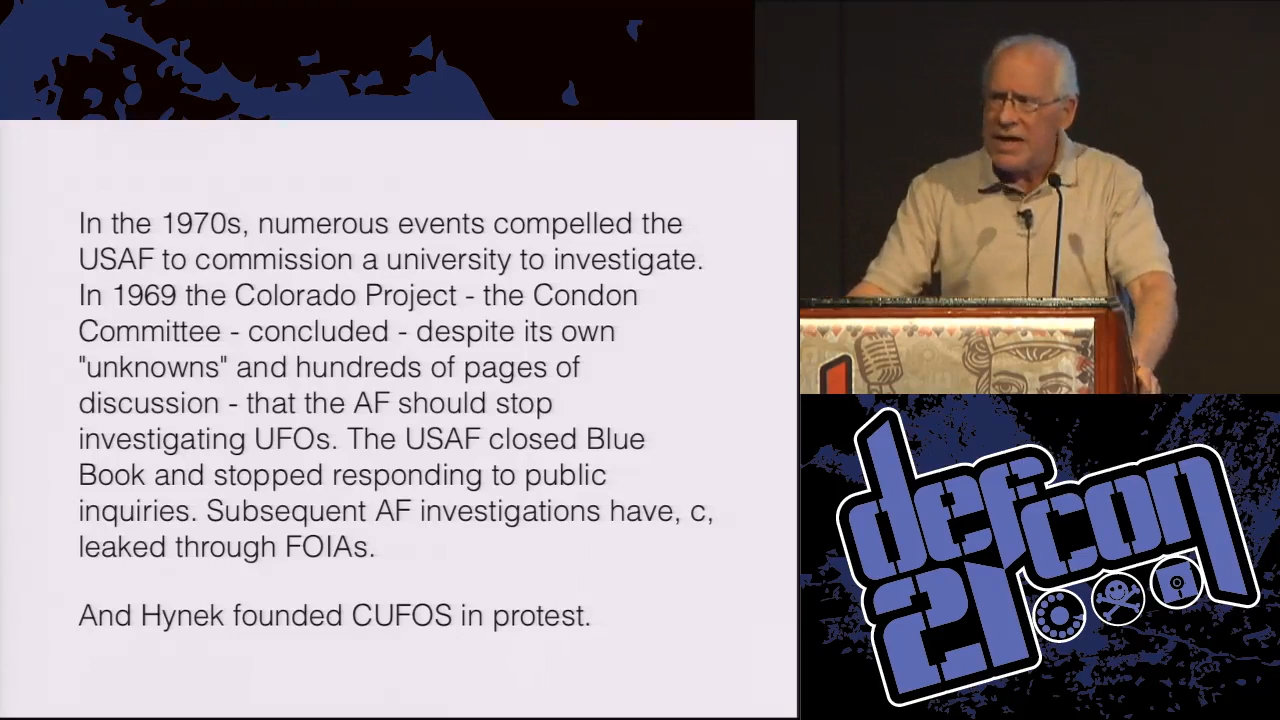 In the 1970s, numerous events compelled the
USAF to commission a university to investigate.
In 1969 the Colorado Project - the Condon
Committee - concluded - despite its own
"unknowns" and hundreds of pages of
discussion - that the AF should stop
investigating UFOs. The USAF closed Blue
Book and stopped responding to public
inquiries. Subsequent AF investigations have, c,
leaked through FOIAs.
And Hynek founded CUFOS in protest.
defcon
21